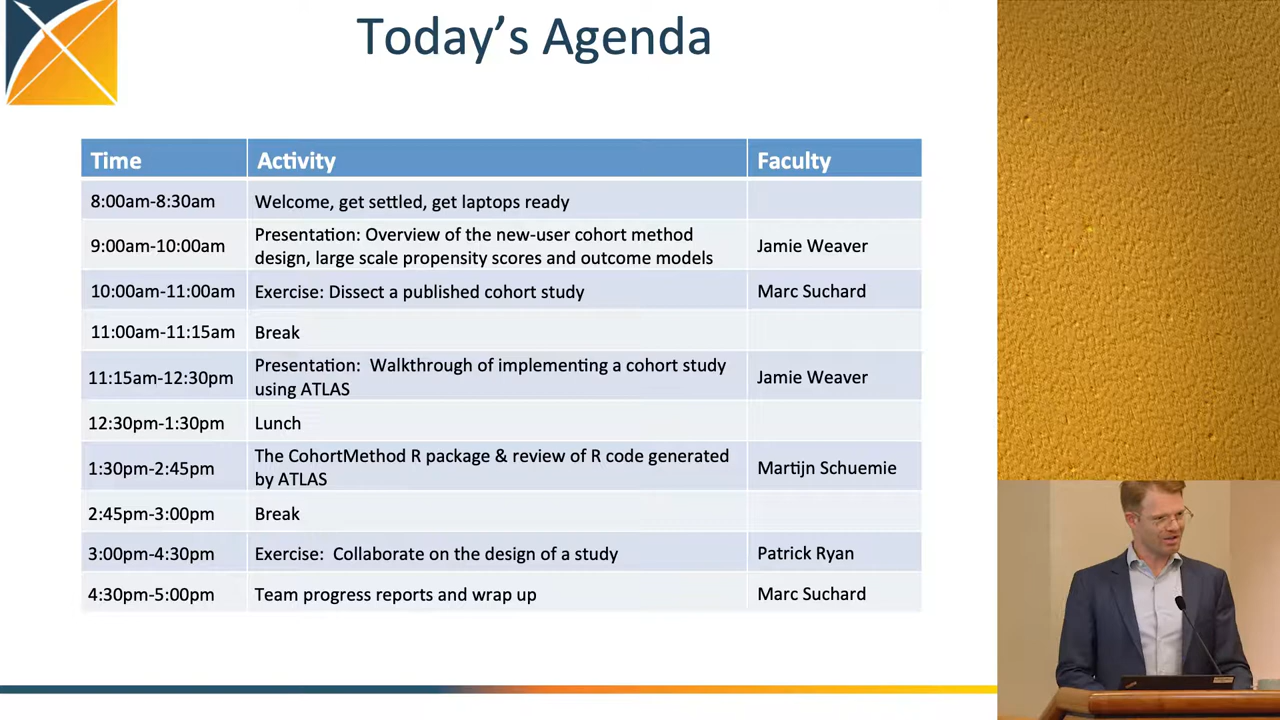 Today's Agenda
Time Activity Faculty
8:00am-8:30am Welcome, get settled, get laptops ready
9:00am-10:00am Presentation: Overview of the new-user cohort method
design, large scale propensity scores and outcome models Jamie Weaver
10:00am-11:00am Exercise: Dissect a published cohort study Marc Suchard
11:00am-11:15am Break
11:15am-12:30pm Presentation:  Walkthrough of implementing a cohort study
using ATLAS Jamie Weaver
12:30pm-1:30pm Lunch
1:30pm-2:45pm The CohortMethod R package & review of R code generated
by ATLAS Martijn Schuemie
2:45pm-3:00pm Break
3:00pm-4:30pm Exercise:  Collaborate on the design of a study Patrick Ryan
4:30pm-5:00pm Team progress reports and wrap up Marc Suchard